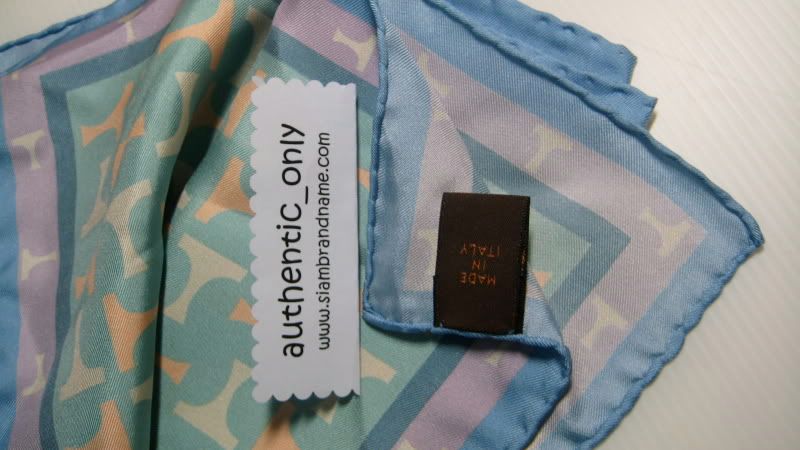 authentiC_only
www.siambrandname.com
MADE
IN
ITALY